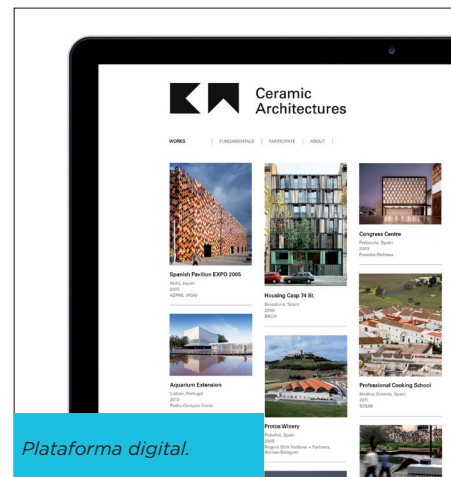 Ceramic
Architectures
WORKS
FUNDAMENTALS
PARTICIPATE
ABOUT
Spanish Pavilion EXPO 2005
Aichi, Japan
2005
AZPML (FOA)
Housing Casp 74 St.
Barcelona, Spain
2009
BACH
Congress Centre
Peñíscola, Spain
2003
Paredes Pedrosa
Aquarium Extension
Lisbon, Portugal
2013
Pedro Campos Costa
Protos Winery
Peñafiel, Spain
2008
Rogers Stirk Harbour + Partners,
Alonso Balaguer
Professional Cooking School
Medina Sidonia, Spain
2011
SOL89
Plataforma digital.